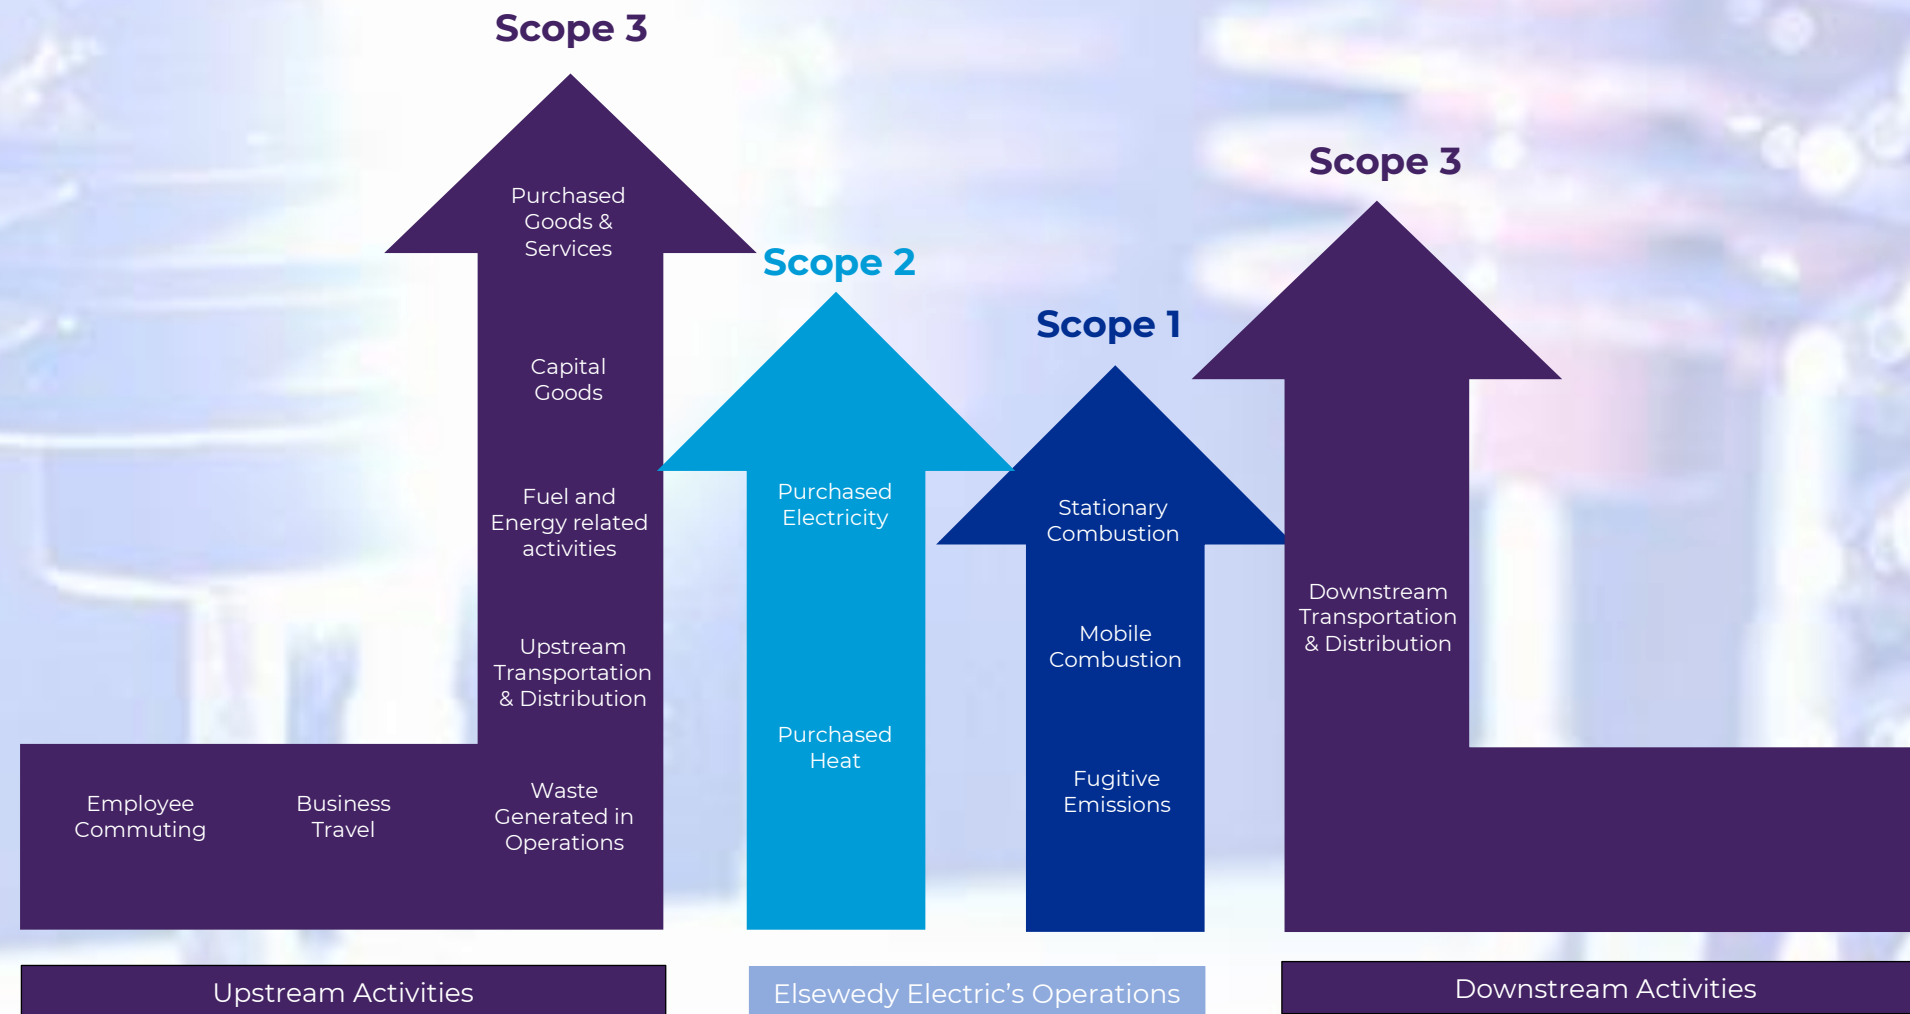 Scope 3
Purchased
Goods &
Services
Capital
Goods
Fuel and
Energy related
activities
Upstream
Transportation
& Distribution
Employee
Commuting
Business
Travel
Waste
Generated in
Operations
Upstream Activities
Scope 2
Purchased
Electricity
Purchased
Heat
Scope 1
Stationary
Combustion
Mobile
Combustion
Fugitive
Emissions
Elsewedy Electric's Operations
Scope 3
Downstream
Transportation
& Distribution
Downstream Activities